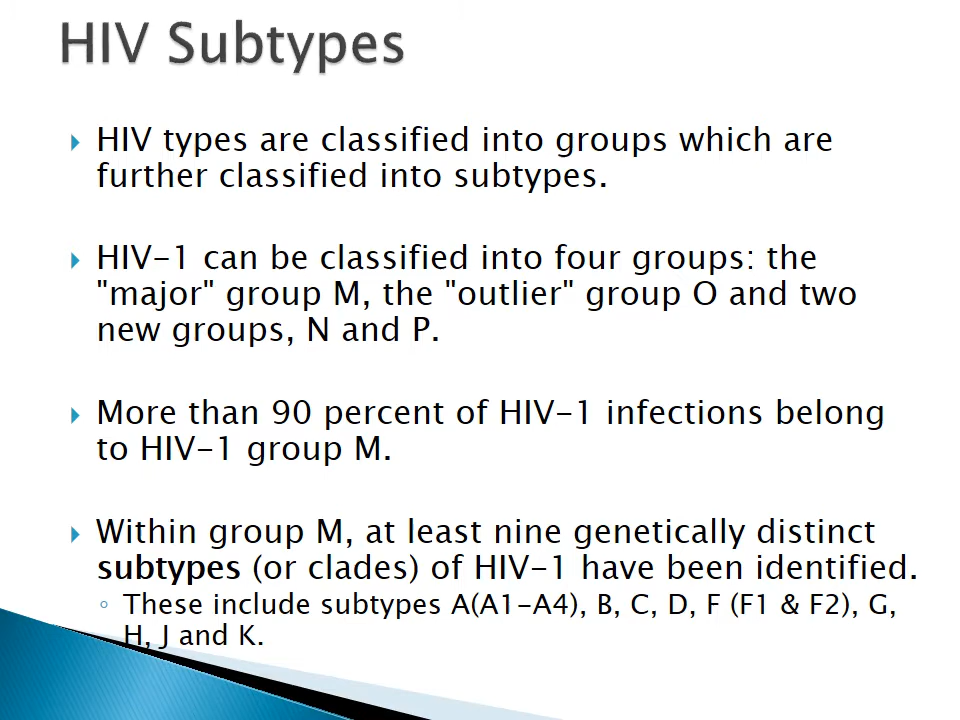 HIV Subtypes
HIV types are classified into groups which are
further classified into subtypes.
HIV-1 can be classified into four groups: the
"major" group M, the "outlier" group O and two
new groups, N and P.
More than 90 percent of HIV-1 infections belong
to HIV-1 group M.
Within group M, at least nine genetically distinct
subtypes (or clades) of HIV-1 have been identified.
These include subtypes A(A1-A4), B, C, D, F (F1 & F2), G,
H, J and K.